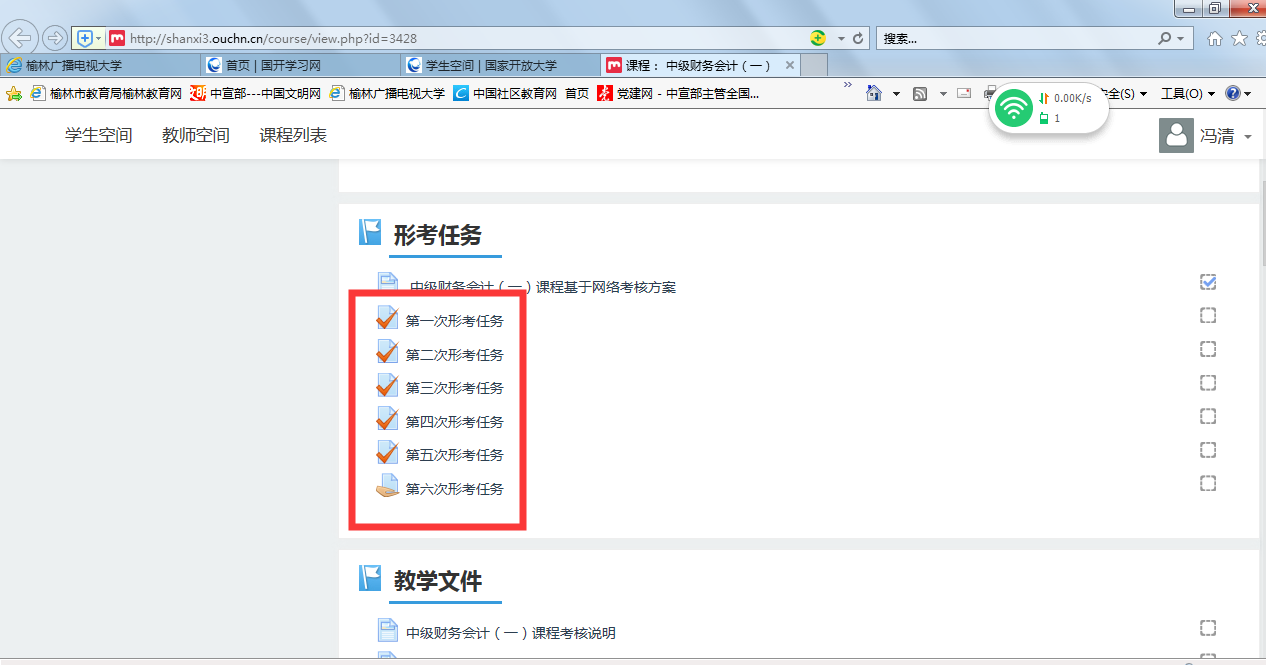 http://shanxi3.ouchn.cn/course/view.php?id=3428
搜索...
榆林广播电视大学
首页 | 国开学习网
学生空间 | 国家开放大学
课程： 中级财务会计（一）
榆林市教育局榆林教育网
中宣部---中国文明网
榆林广播电视大学
中国社区教育网
首页
党建网 - 中宣部主管全国...
全(S)
工具(O)
0.00K/s
1
学生空间
教师空间
课程列表
冯清
形考任务
中级财务会计（一）课程基于网络考核方案
第一次形考任务
第二次形考任务
第三次形考任务
第四次形考任务
第五次形考任务
第六次形考任务
教学文件
中级财务会计（一）课程考核说明